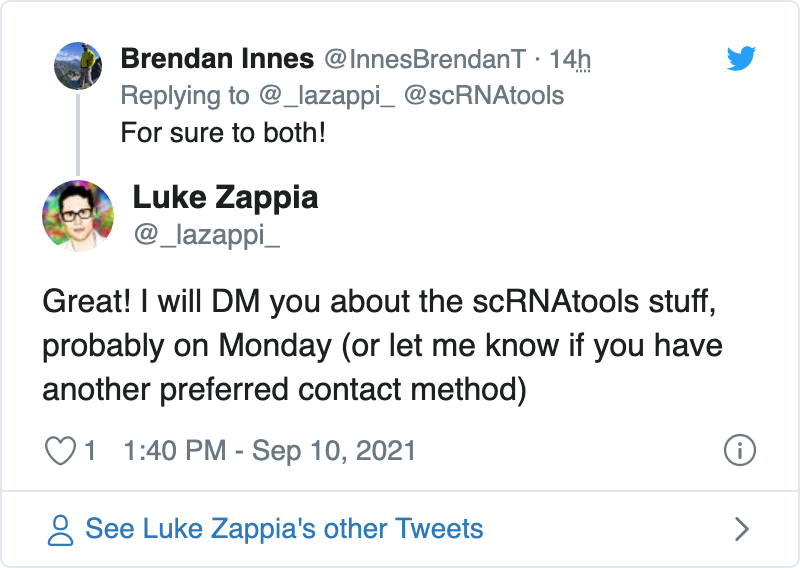 Brendan Innes @InnesBrendanT · 14h
Replying to @_lazappi_ @scRNAtools
For sure to both!
Luke Zappia
@_lazappi_
Great! I will DM you about the scRNAtools stuff,
probably on Monday (or let me know if you have
another preferred contact method)
1 1:40 PM - Sep 10, 2021
See Luke Zappia's other Tweets